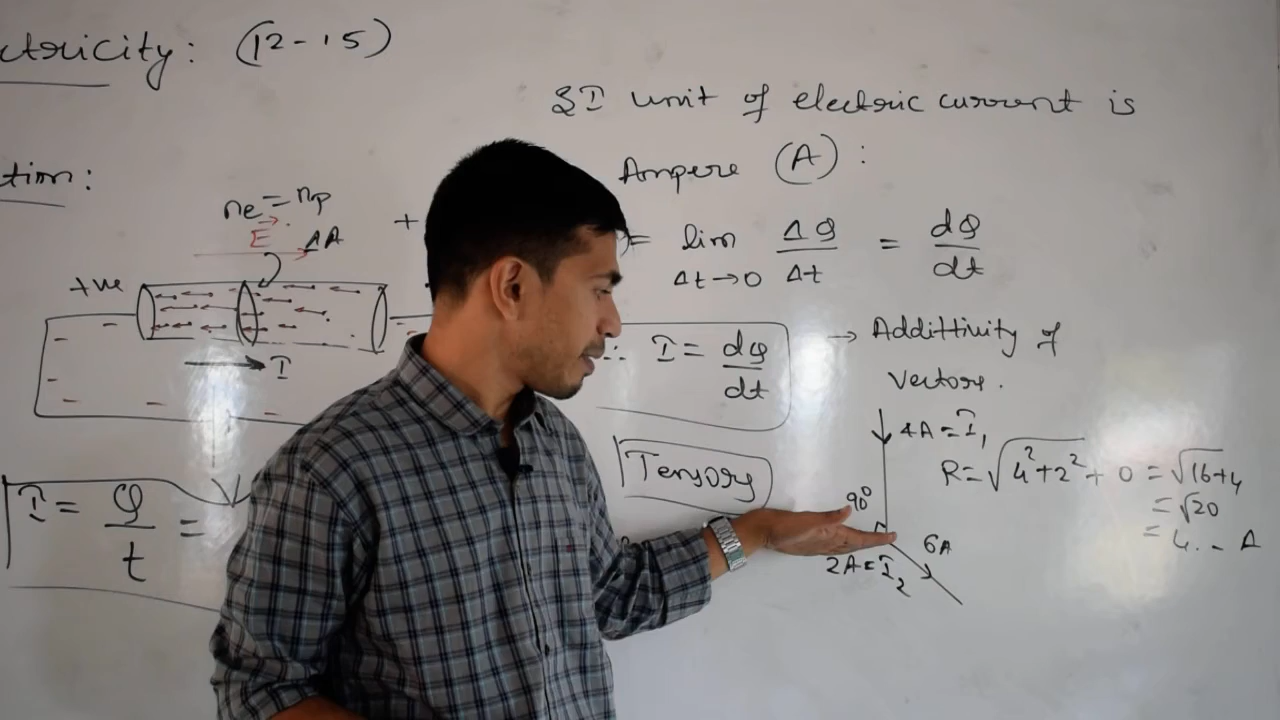 ctricity: (12-15)
SI unit of electric current is
Ampere (A) :
tion:
ne = np
E
ΔA
+
+ve
= lim Δt→0 ΔQ/Δt = dQ/dt
→ I
∴ I = dQ/dt
→ Addittivity of
vectors.
4A = I₁
R = √4²+2² + 0 = √16+4
= √20
= 4.. A
Tensors
90°
6A
2A = I₂
I = Q/t =